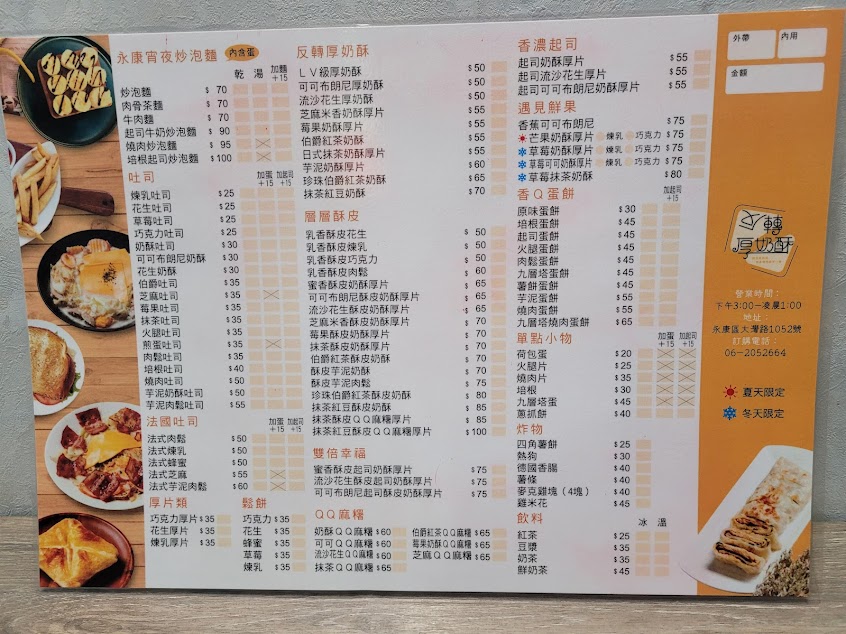 永康宵夜炒泡麵 內含蛋
乾 湯 加麵+15
炒泡麵 $70
肉骨茶麵 $70
牛肉麵 $70
起司牛奶炒泡麵 $90
燒肉炒泡麵 $95
培根起司炒泡麵 $100
吐司 加蛋+15 加起司+15
煉乳吐司 $25
花生吐司 $25
草莓吐司 $25
巧克力吐司 $25
奶酥吐司 $30
可可布朗尼奶酥 $30
花生奶酥 $30
伯爵吐司 $35
芝麻吐司 $35
莓果吐司 $35
抹茶吐司 $35
火腿吐司 $35
煎蛋吐司 $35
肉鬆吐司 $35
培根吐司 $40
燒肉吐司 $50
芋泥奶酥吐司 $50
芋泥肉鬆吐司 $55
法國吐司 加蛋+15 加起司+15
法式肉鬆 $50
法式煉乳 $50
法式蜂蜜 $50
法式芝麻 $55
法式芋泥肉鬆 $60
厚片類
巧克力厚片 $35
花生厚片 $35
煉乳厚片 $35
鬆餅
巧克力 $35
花生 $35
蜂蜜 $35
草莓 $35
煉乳 $35
反轉厚奶酥
LV級厚奶酥 $50
可可布朗尼厚奶酥 $50
流沙花生厚奶酥 $50
芝麻米香奶酥厚片 $55
莓果奶酥厚片 $55
伯爵紅茶奶酥 $55
日式抹茶奶酥厚片 $55
芋泥奶酥厚片 $60
珍珠伯爵紅茶奶酥 $65
抹茶紅豆奶酥 $70
層層酥皮
乳香酥皮花生 $50
乳香酥皮煉乳 $50
乳香酥皮巧克力 $50
乳香酥皮肉鬆 $60
蜜香酥皮奶酥厚片 $65
可可布朗尼酥皮奶酥厚片 $65
流沙花生酥皮奶酥厚片 $65
芝麻米香酥皮奶酥厚片 $70
莓果酥皮奶酥厚片 $70
抹茶酥皮奶酥厚片 $70
伯爵紅茶酥皮奶酥 $70
酥皮芋泥奶酥 $70
酥皮芋泥肉鬆 $75
珍珠伯爵紅茶酥皮奶酥 $80
抹茶紅豆酥皮奶酥 $85
抹茶酥皮QQ麻糬厚片 $85
抹茶紅豆酥皮QQ麻糬厚片 $100
雙倍幸福
蜜香酥皮起司奶酥厚片 $75
流沙花生酥皮起司奶酥厚片 $75
可可布朗尼起司酥皮奶酥厚片 $75
QQ麻糬
奶酥QQ麻糬 $60 伯爵紅茶QQ麻糬 $65
可可QQ麻糬 $60 莓果奶酥QQ麻糬 $65
流沙花生QQ麻糬 $60 芝麻QQ麻糬 $65
抹茶QQ麻糬 $65
香濃起司
起司奶酥厚片 $55
起司流沙花生厚片 $55
起司可可布朗尼厚片 $55
遇見鮮果
香蕉可可布朗尼 $75
芒果奶酥厚片 煉乳 巧克力 $75
草莓奶酥厚片 煉乳 巧克力 $75
草莓可可奶酥厚片 煉乳 巧克力 $75
草莓抹茶奶酥 $80
香Q蛋餅 加起司+15
原味蛋餅 $30
培根蛋餅 $45
起司蛋餅 $45
火腿蛋餅 $45
肉鬆蛋餅 $45
九層塔蛋餅 $45
薯餅蛋餅 $45
芋泥蛋餅 $55
燒肉蛋餅 $55
九層塔燒肉蛋餅 $65
單點小物 加蛋+15 加起司+15
荷包蛋 $20
火腿片 $25
燒肉片 $35
培根 $30
九層塔蛋 $45
蔥抓餅 $40
炸物
四角薯餅 $25
熱狗 $30
德國香腸 $40
薯條 $40
麥克雞塊(4塊) $40
雞米花 $45
飲料 冰 溫
紅茶 $25
豆漿 $35
奶茶 $35
鮮奶茶 $45
外帶 內用
金額
反轉厚奶酥
營業時間:
下午3:00-凌晨1:00
地址:
永康區大灣路1052號
訂購電話:
06-2052664
夏天限定
冬天限定